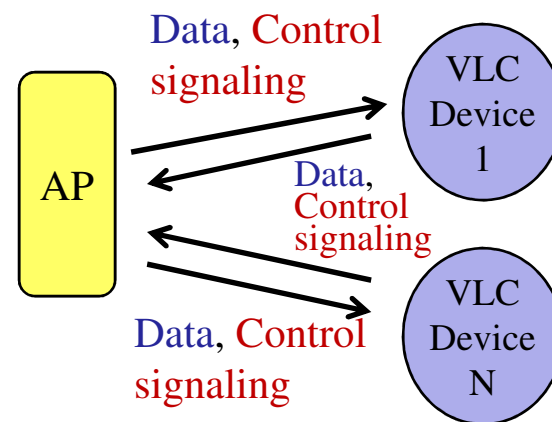 Data, Control
signaling
VLC
Device
1
AP
Data,
Control
signaling
VLC
Device
N
Data, Control
signaling